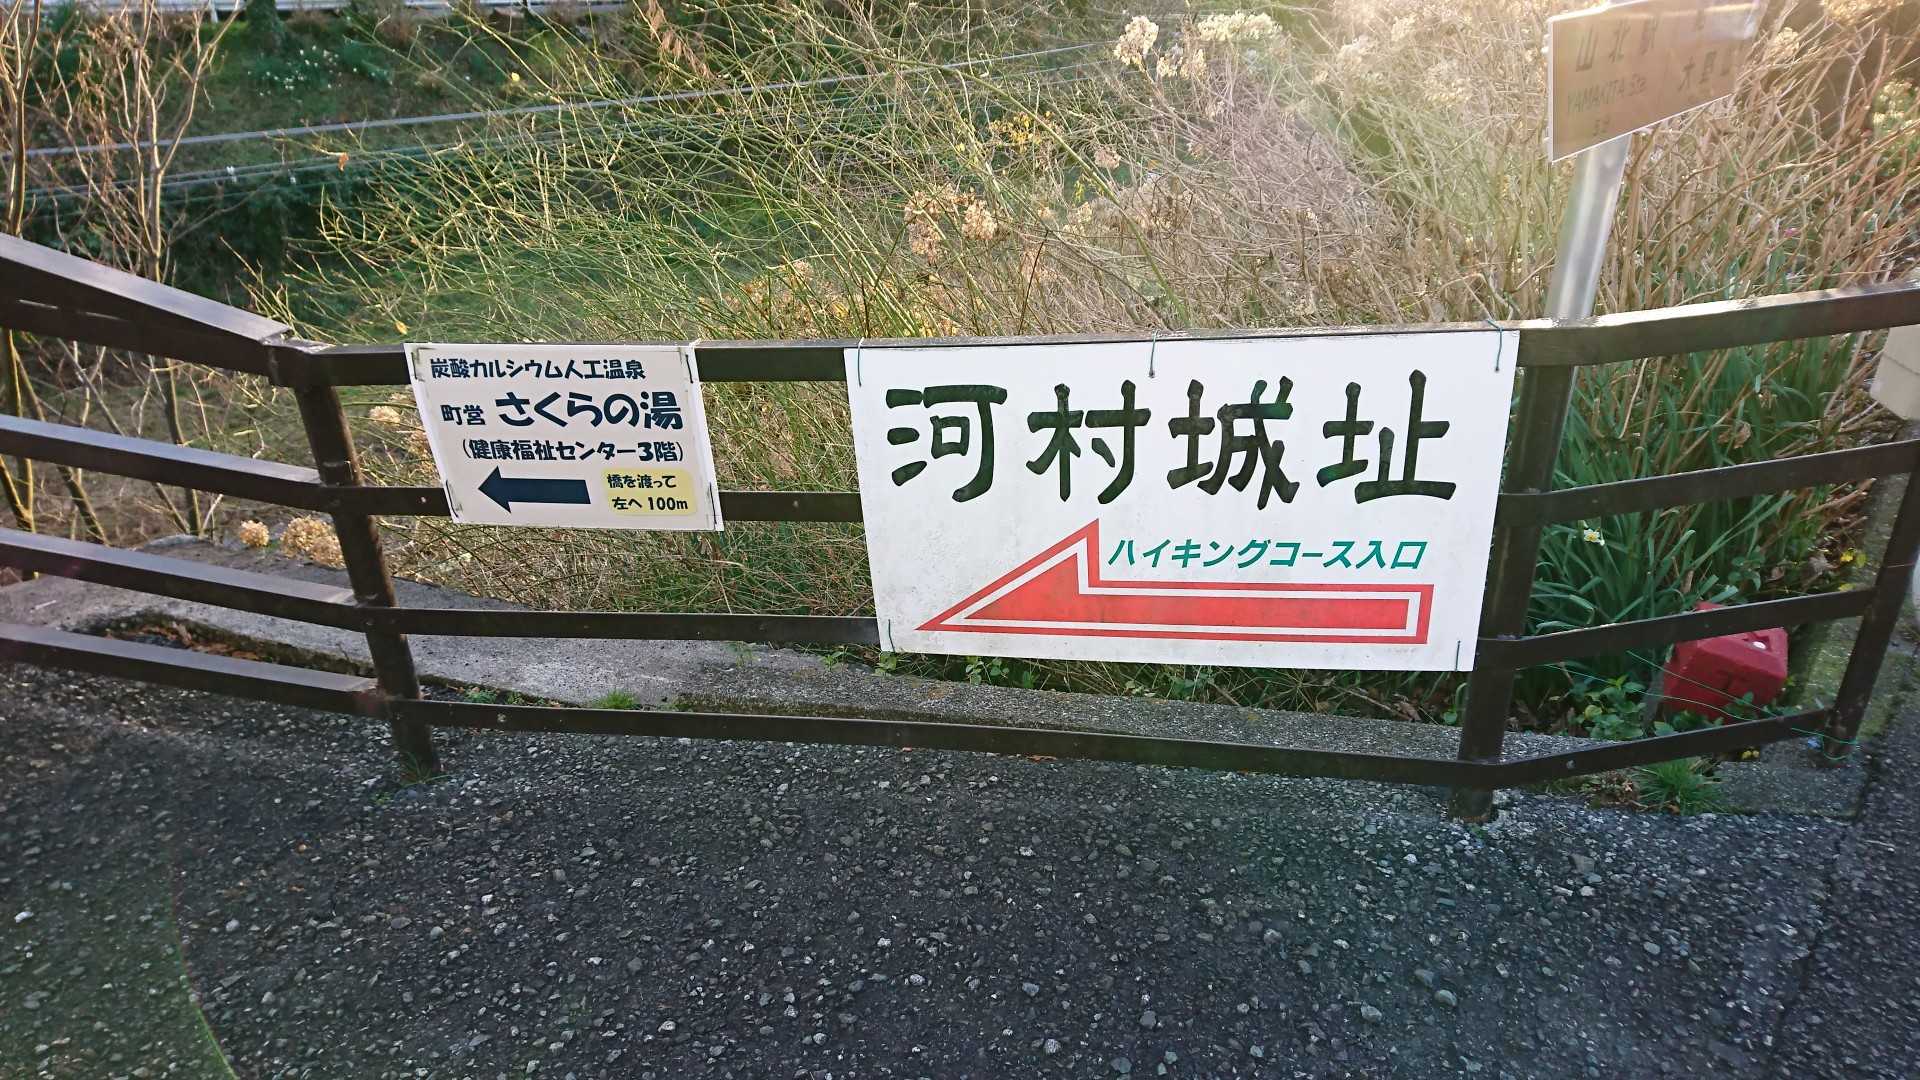 炭酸カルシウム人工温泉
町営 さくらの湯
(健康福祉センター3階)
橋を渡って
左へ 100m
河村城址
ハイキングコース入口
山北駅
YAMAKITA Sta.